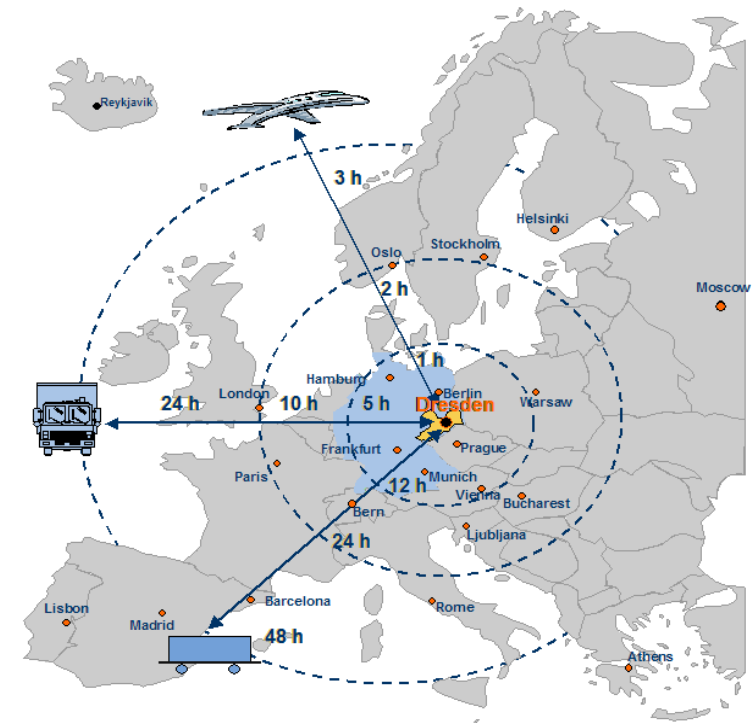 Reykjavik
3 h
Helsinki
Oslo
Stockholm
2 h
Moscow
1 h
Hamburg
Berlin
London
24 h
10 h
5 h
Dresden
Warsaw
Frankfurt
Prague
Paris
12 h
Munich
Vienna
Bucharest
Bern
24 h
Ljubljana
Barcelona
Rome
Lisbon
Madrid
48 h
Athens